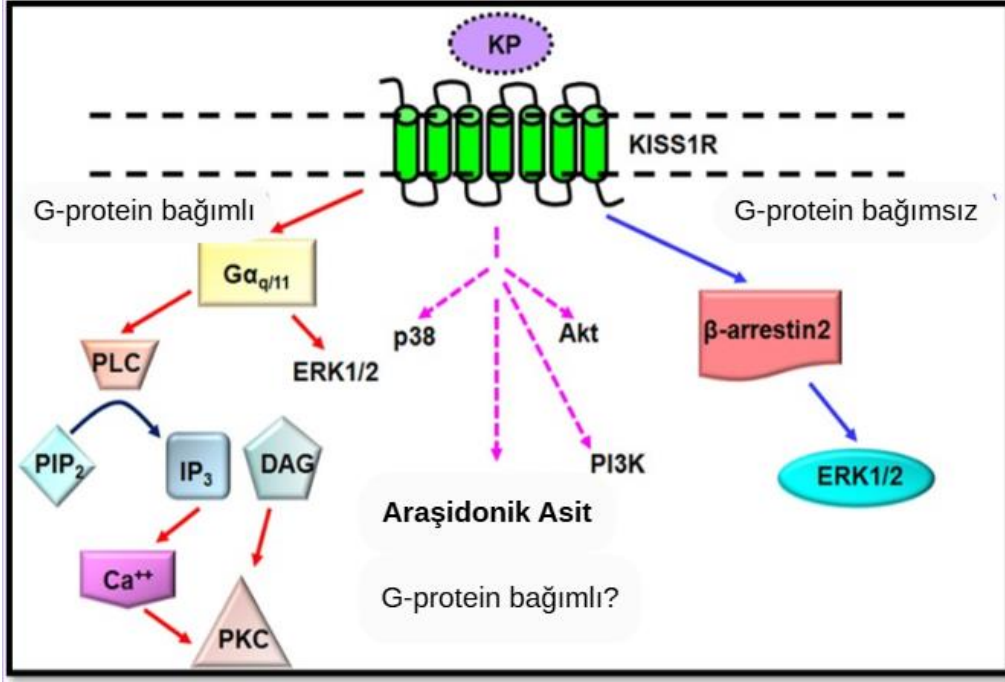 KP
KISS1R
G-protein bağımlı
G-protein bağımsız
Gαq/11
β-arrestin2
p38
Akt
PLC
ERK1/2
PIP2
IP3
DAG
PI3K
ERK1/2
Araşidonik Asit
Ca++
G-protein bağımlı?
PKC